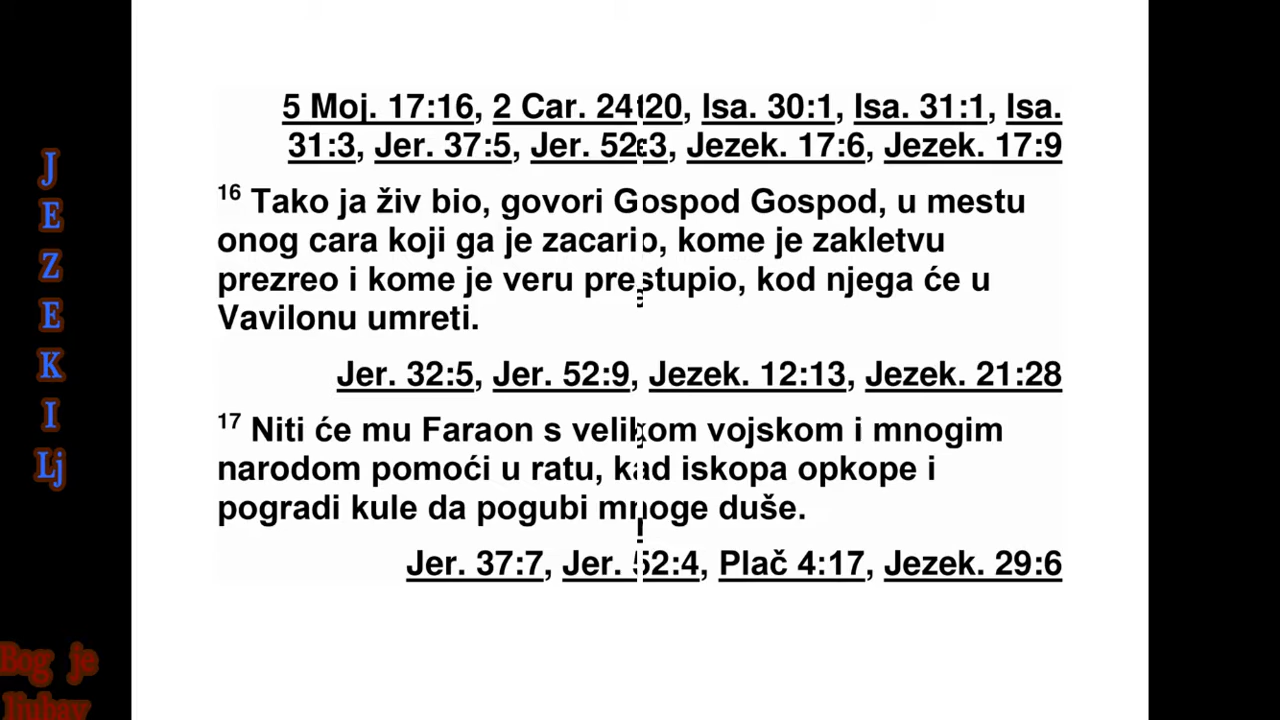 5 Moj. 17:16, 2 Car. 24:20, Isa. 30:1, Isa. 31:1, Isa.
31:3, Jer. 37:5, Jer. 52:3, Jezek. 17:6, Jezek. 17:9
16 Tako ja živ bio, govori Gospod Gospod, u mestu
onog cara koji ga je zacario, kome je zakletvu
prezreo i kome je veru prestupio, kod njega će u
Vavilonu umreti.
Jer. 32:5, Jer. 52:9, Jezek. 12:13, Jezek. 21:28
17 Niti će mu Faraon s velikom vojskom i mnogim
narodom pomoći u ratu, kad iskopa opkope i
pogradi kule da pogubi mnoge duše.
Jer. 37:7, Jer. 52:4, Plač 4:17, Jezek. 29:6
J
E
Z
E
K
I
Lj
Bog je
ljubav